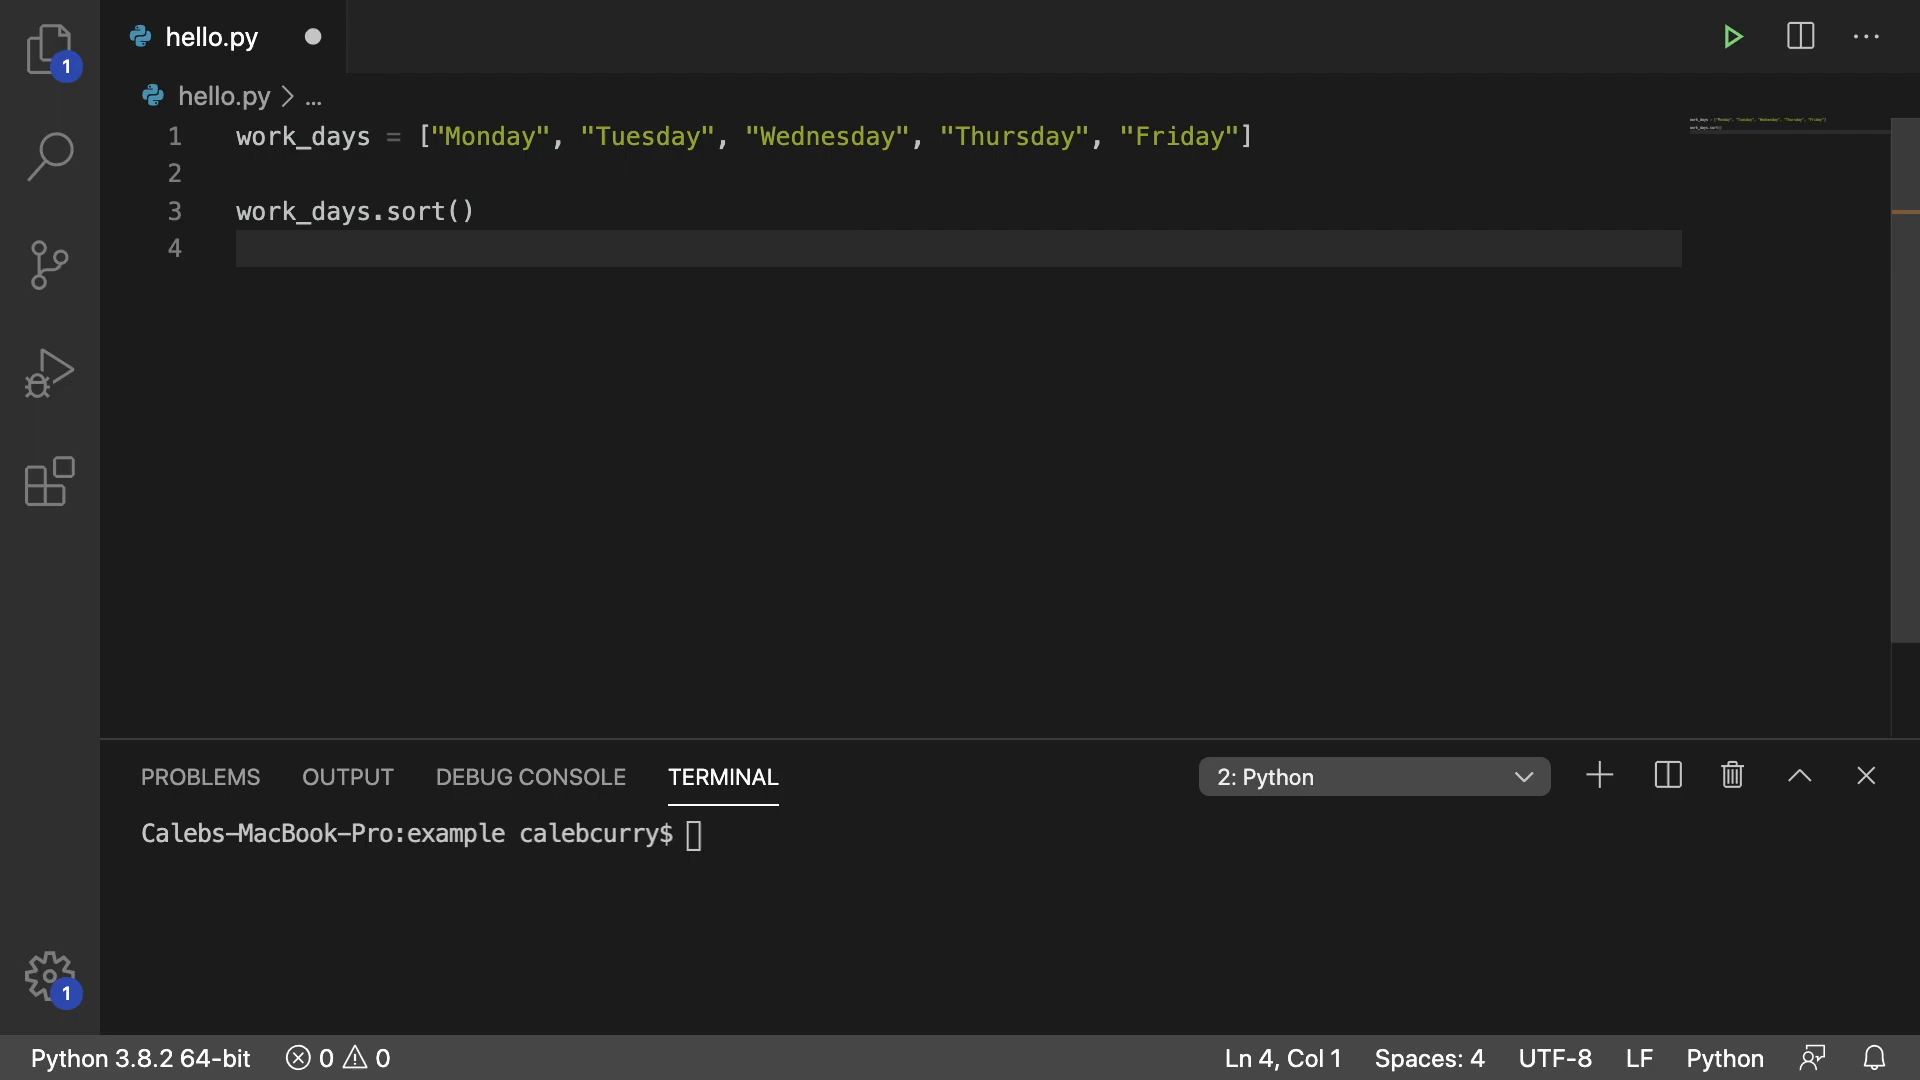 hello.py
1
hello.py > ...
1 work_days = ["Monday", "Tuesday", "Wednesday", "Thursday", "Friday"]
2
3 work_days.sort()
4
PROBLEMS OUTPUT DEBUG CONSOLE TERMINAL 2: Python
Calebs-MacBook-Pro:example calebcurry$
1
Python 3.8.2 64-bit 0 0 Ln 4, Col 1 Spaces: 4 UTF-8 LF Python